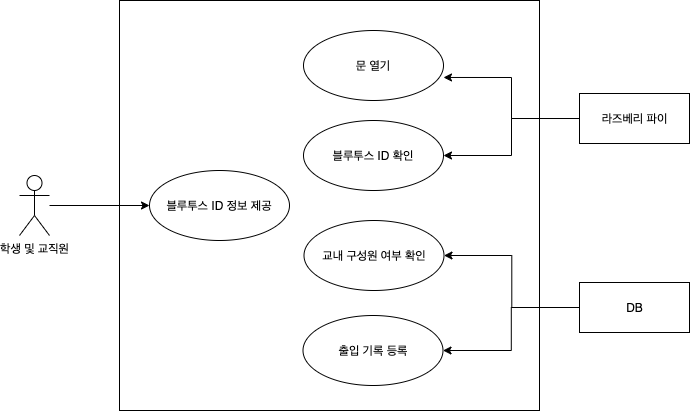 문 열기
라즈베리 파이
블루투스 ID 확인
블루투스 ID 정보 제공
학생 및 교직원
교내 구성원 여부 확인
DB
출입 기록 등록